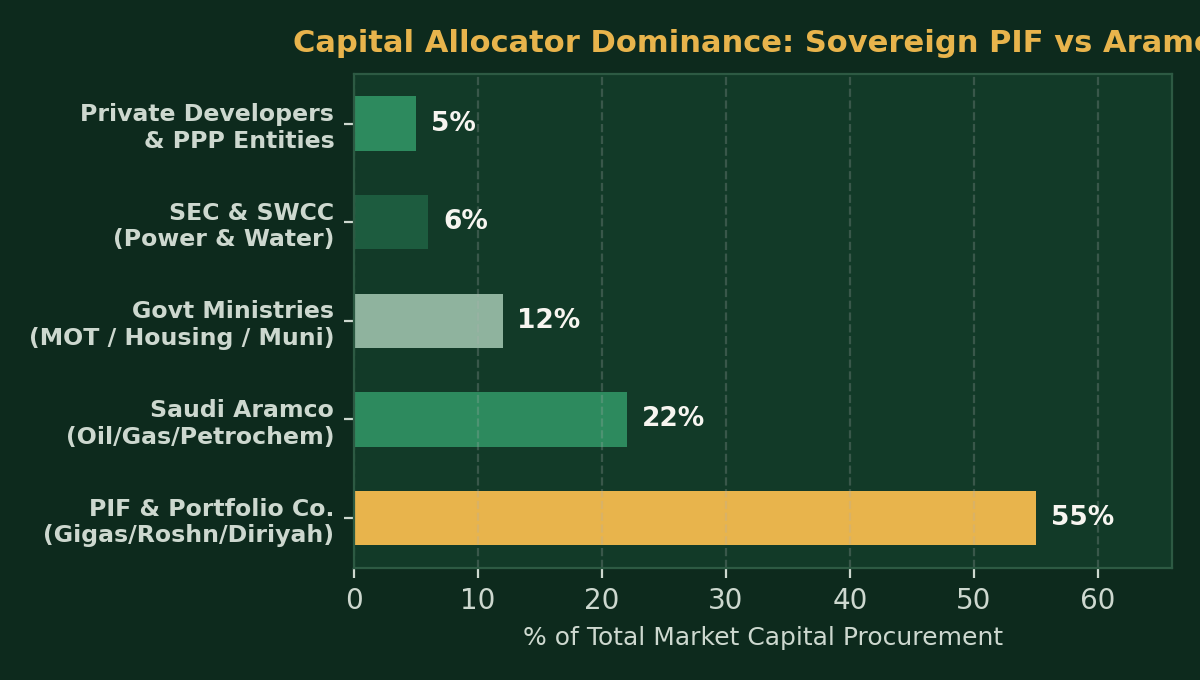 Capital Allocator Dominance: Sovereign PIF vs
Private Developers
& PPP Entities
5%
SEC & SWCC
(Power & Water)
6%
Govt Ministries
(MOT / Housing / Muni)
12%
Saudi Aramco
(Oil/Gas/Petrochem)
22%
PIF & Portfolio Co.
(Gigas/Roshn/Diriyah)
55%
0 10 20 30 40 50 60
% of Total Market Capital Procurement